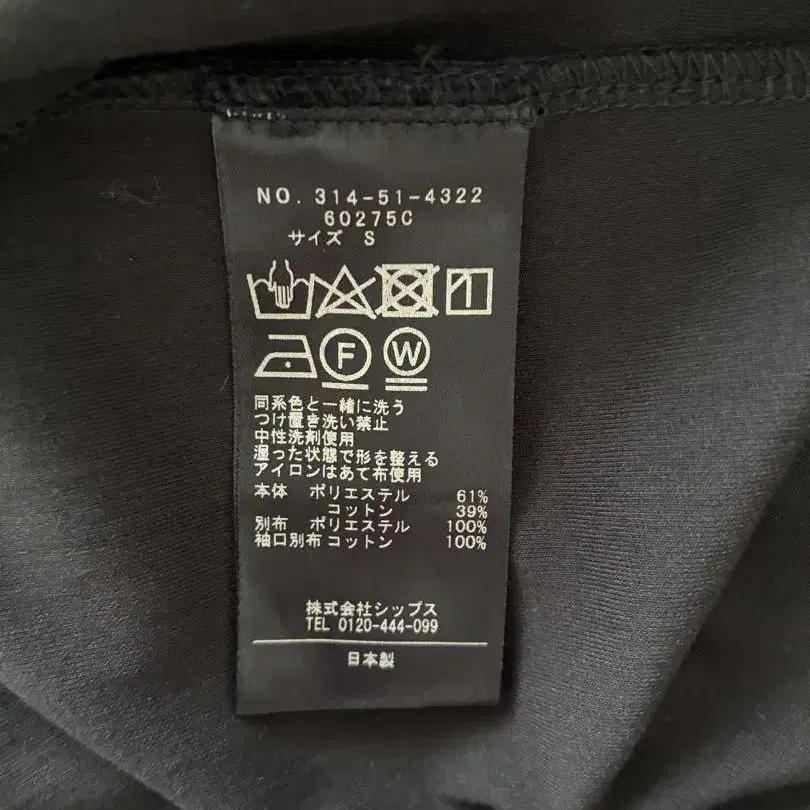 NO. 314-51-4322
60275C
サイズ S
F W
同系色と一緒に洗う
つけ置き洗い禁止
中性洗剤使用
湿った状態で形を整える
アイロンはあて布使用
本体 ポリエステル 61%
コットン 39%
別布 ポリエステル 100%
袖口別布 コットン 100%
株式会社シップス
TEL 0120-444-099
日本製